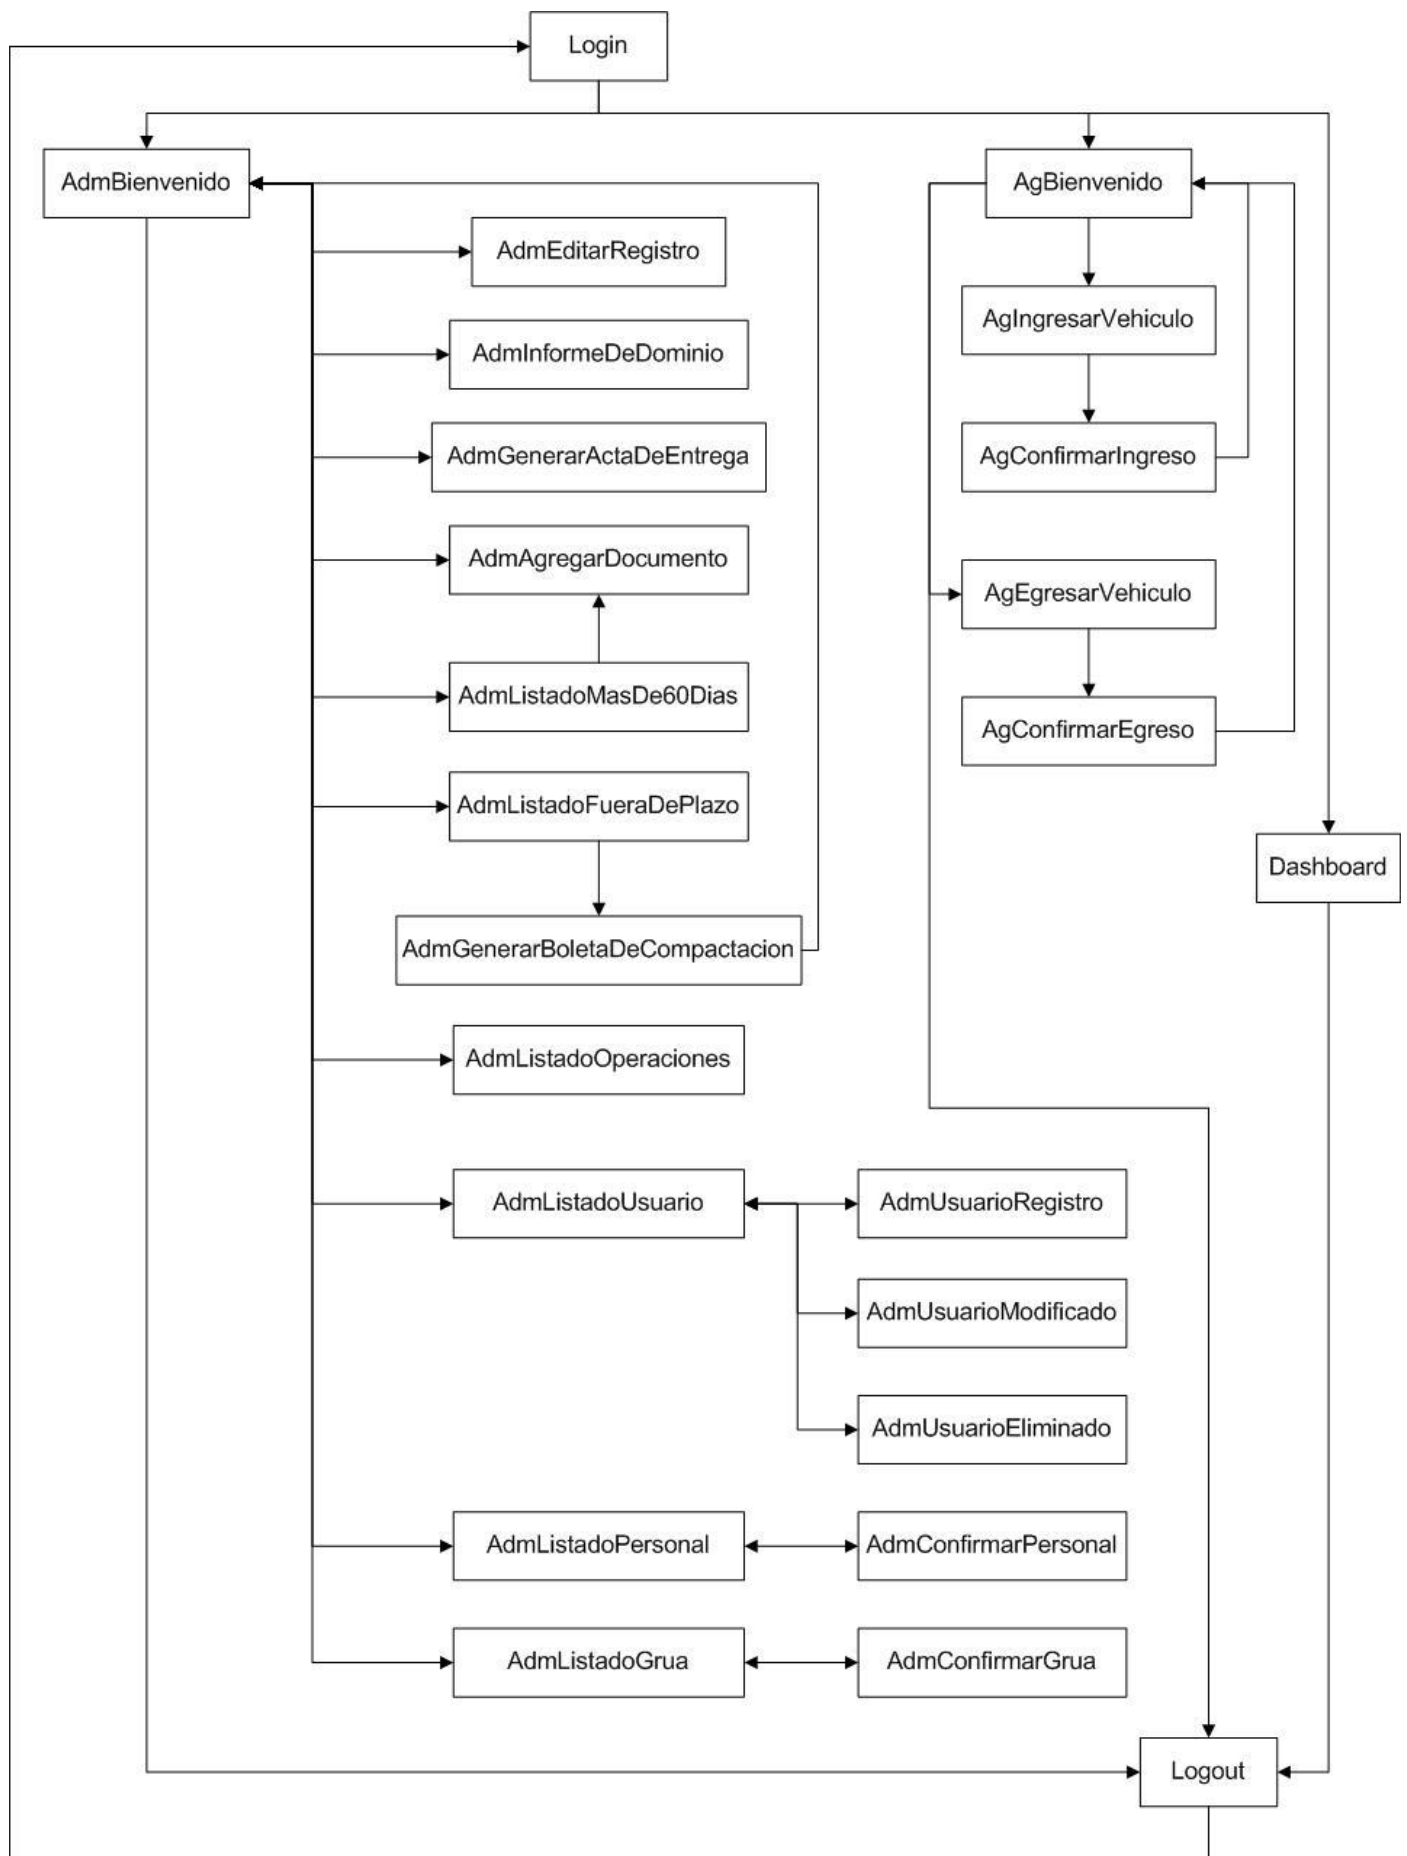 Login
AdmBienvenido
AgBienvenido
AdmEditarRegistro
AgIngresarVehiculo
AdmInformeDeDominio
AdmGenerarActaDeEntrega
AgConfirmarIngreso
AdmAgregarDocumento
AgEgresarVehiculo
AdmListadoMasDe60Dias
AgConfirmarEgreso
AdmListadoFueraDePlazo
Dashboard
AdmGenerarBoletaDeCompactacion
AdmListadoOperaciones
AdmListadoUsuario
AdmUsuarioRegistro
AdmUsuarioModificado
AdmUsuarioEliminado
AdmListadoPersonal
AdmConfirmarPersonal
AdmListadoGrua
AdmConfirmarGrua
Logout